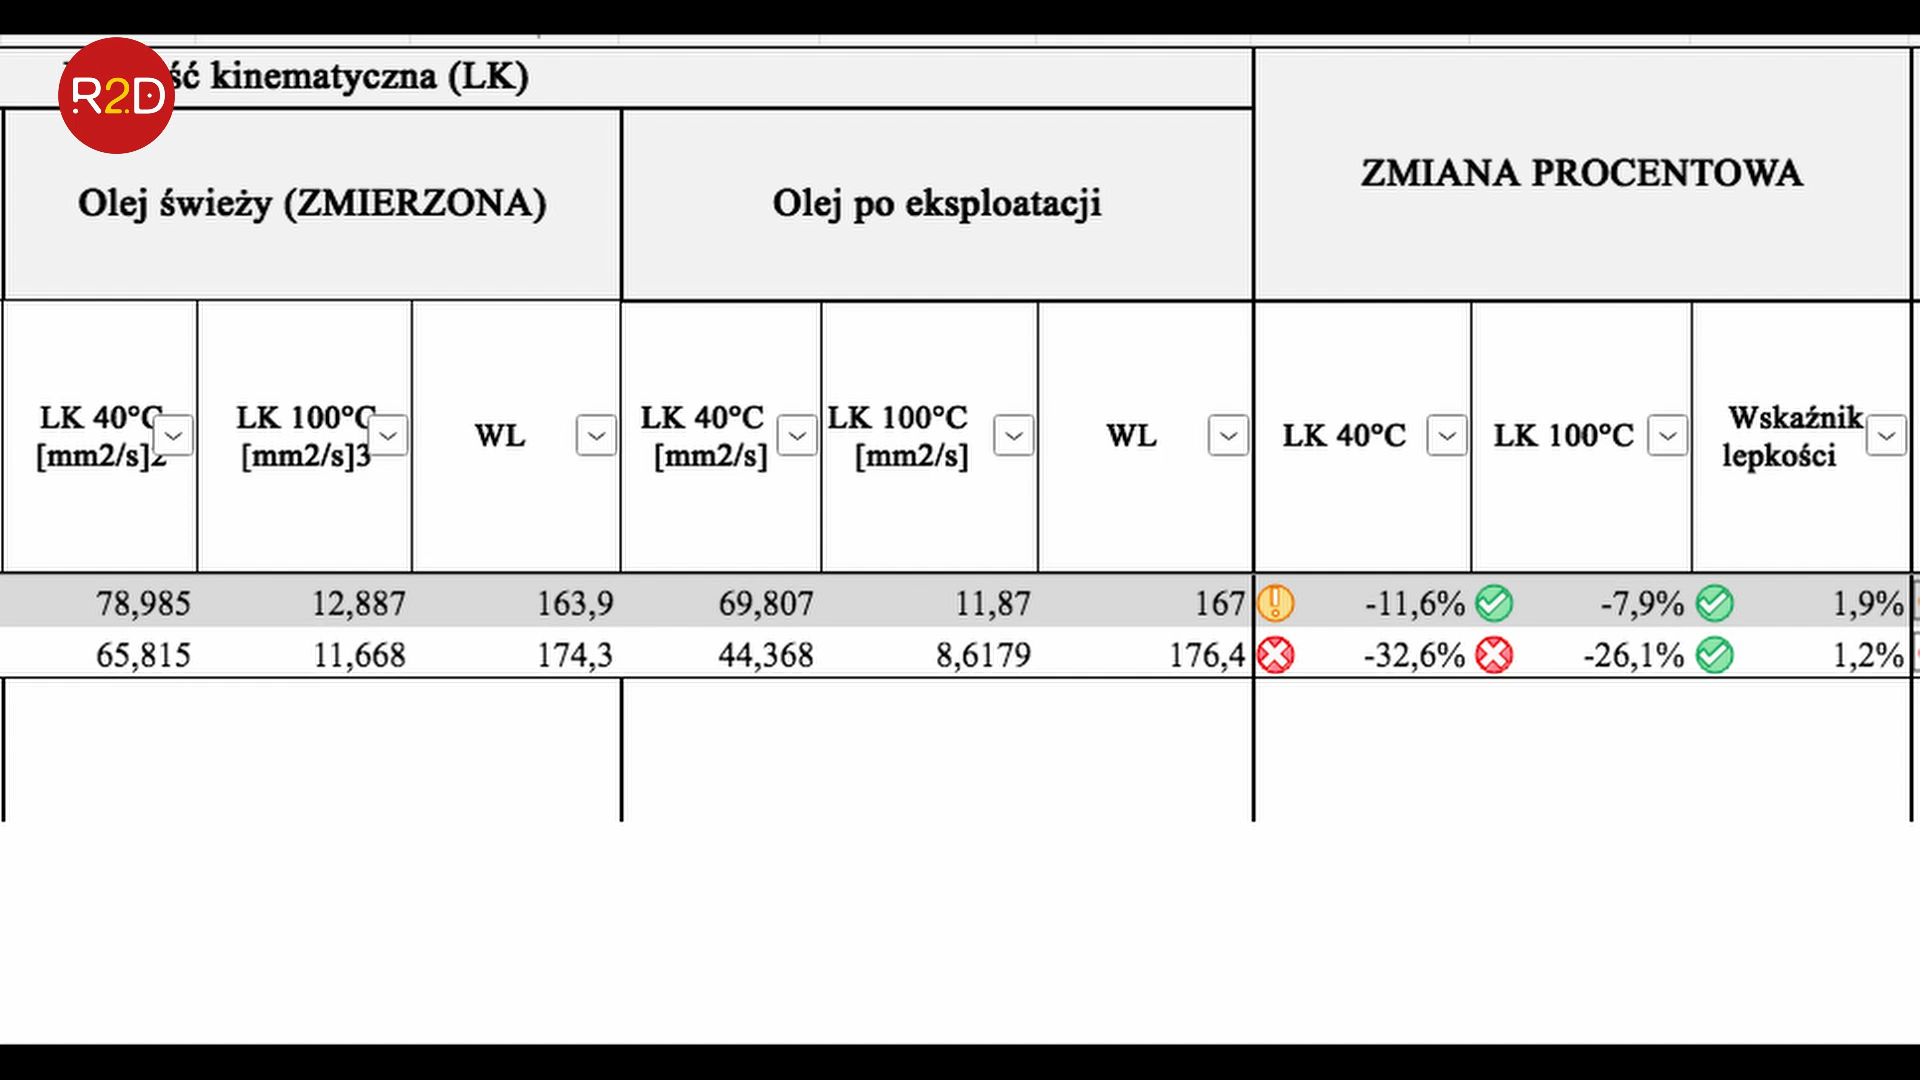 R2D
kinematyczna (LK)
Olej świeży (ZMIERZONA) Olej po eksploatacji ZMIANA PROCENTOWA
LK 40°C [mm2/s]2 LK 100°C [mm2/s]3 WL LK 40°C [mm2/s] LK 100°C [mm2/s] WL LK 40°C LK 100°C Wskaźnik lepkości
78,985 12,887 163,9 69,807 11,87 167 -11,6% -7,9% 1,9%
65,815 11,668 174,3 44,368 8,6179 176,4 -32,6% -26,1% 1,2%